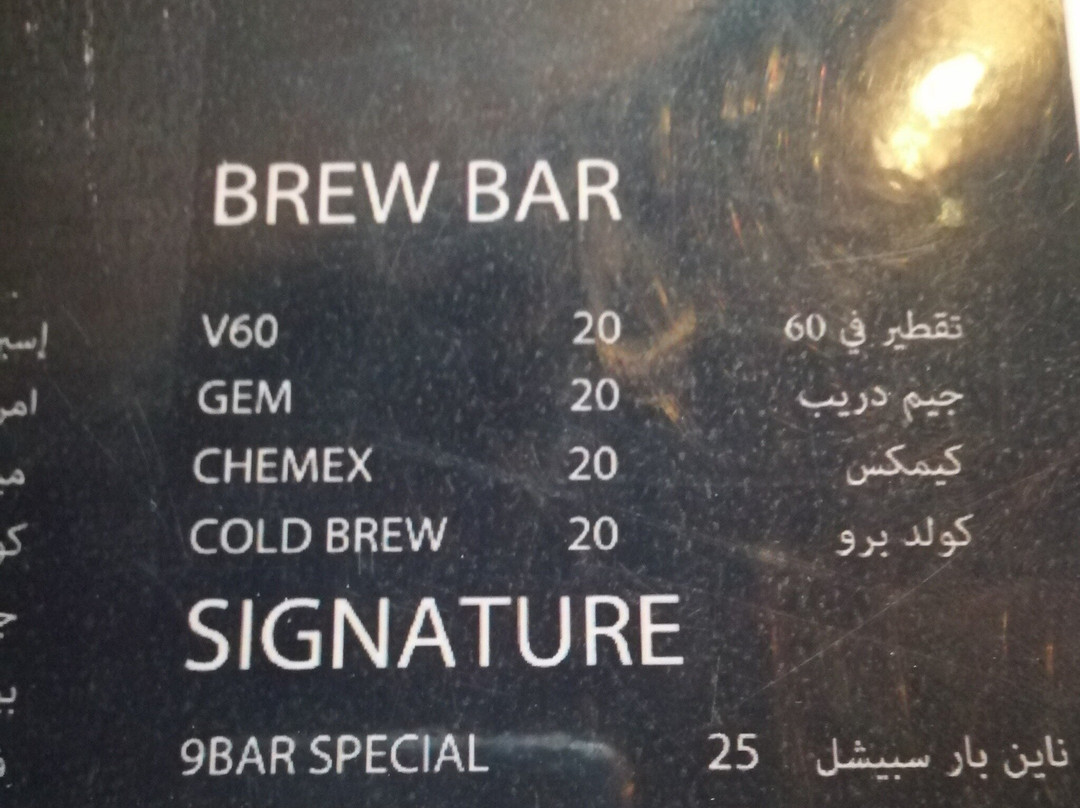 BREW BAR
V60 20 تقطير في 60
GEM 20 جيم دريب
CHEMEX 20 كيمكس
COLD BREW 20 كولد برو
SIGNATURE
9BAR SPECIAL 25 ناين بار سبيشل